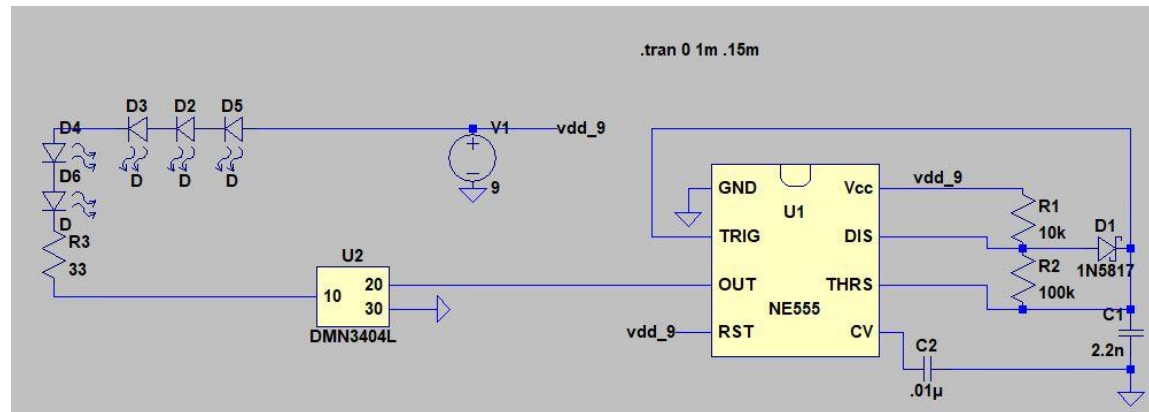 .tran 0 1m .15m
D4
D3
D2
D5
V1
vdd_9
D
D
D
D6
9
D
R3
33
U2
10
20
30
DMN3404L
GND
Vcc
U1
TRIG
DIS
OUT
THRS
NE555
RST
CV
vdd_9
vdd_9
R1
10k
D1
1N5817
R2
100k
C1
2.2n
C2
.01µ